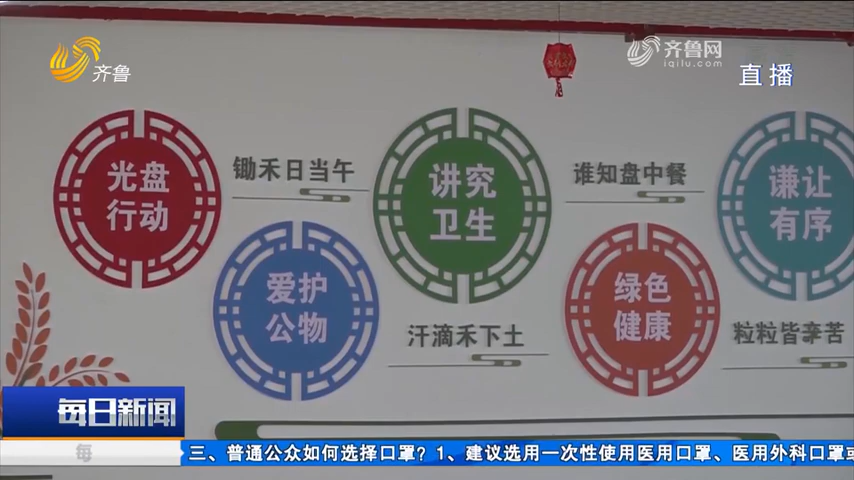 齐鲁
齐鲁网
iqilu.com
直播
光盘
行动
锄禾日当午
讲究
卫生
谁知盘中餐
谦让
有序
爱护
公物
汗滴禾下土
绿色
健康
粒粒皆辛苦
每日新闻
每
三、普通公众如何选择口罩？1、建议选用一次性使用医用口罩、医用外科口罩或